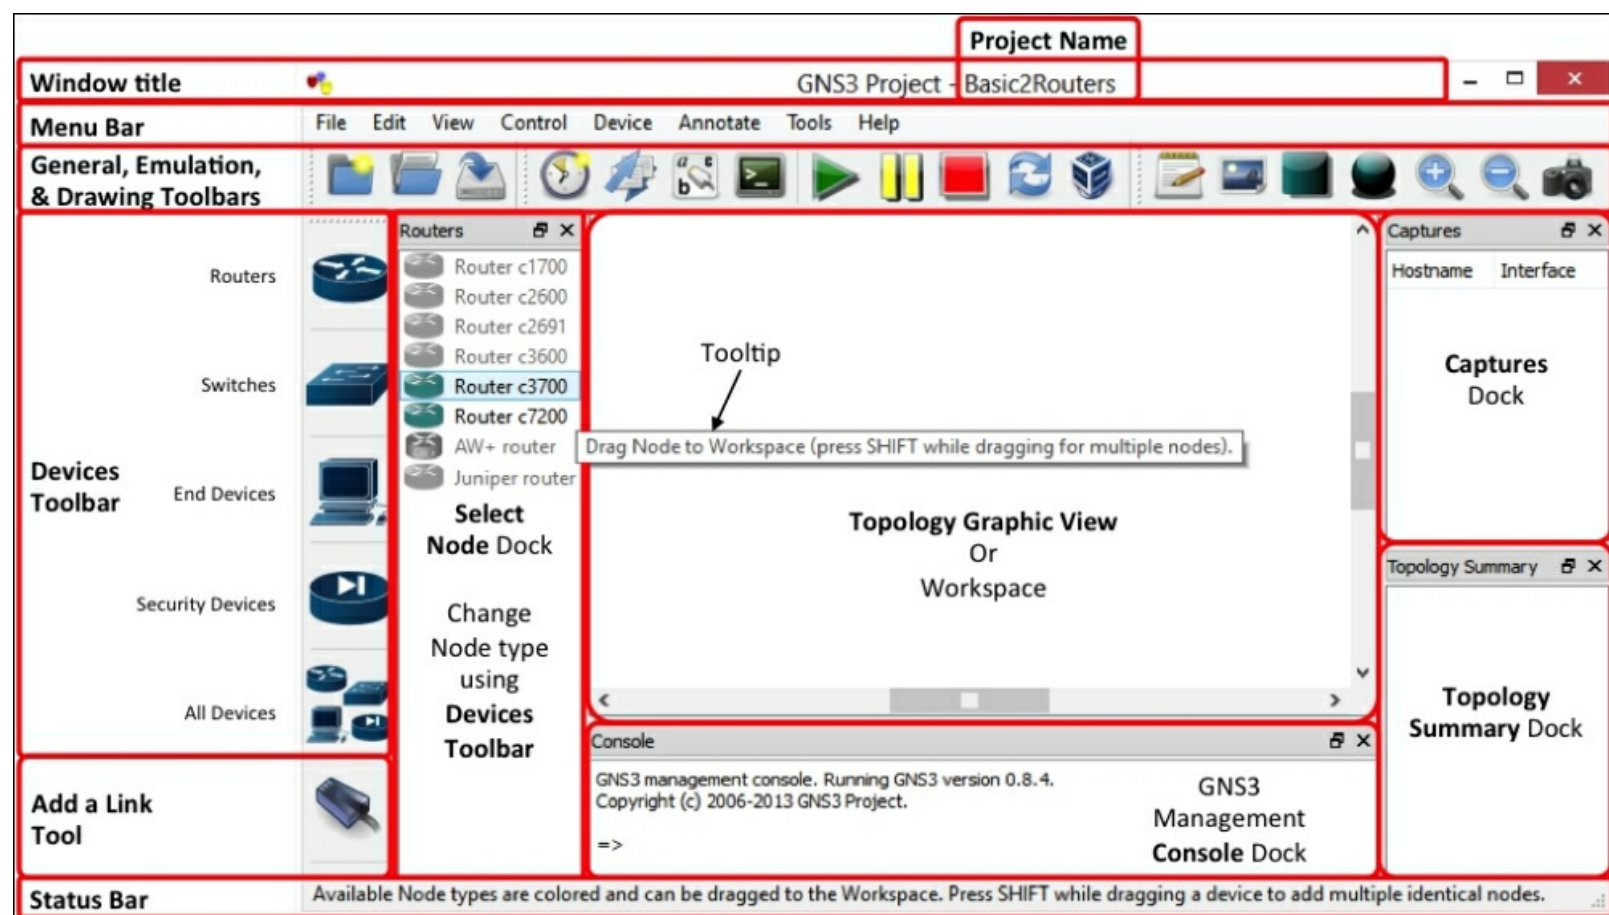 Project Name
Window title
GNS3 Project - Basic2Routers
Menu Bar
File Edit View Control Device Annotate Tools Help
General, Emulation,
& Drawing Toolbars
Devices
Toolbar
Routers
Switches
End Devices
Security Devices
All Devices
Add a Link
Tool
Routers
Router c1700
Router c2600
Router c2691
Router c3600
Router c3700
Router c7200
AW+ router
Juniper router
Select
Node Dock
Change
Node type
using
Devices
Toolbar
Tooltip
Drag Node to Workspace (press SHIFT while dragging for multiple nodes).
Topology Graphic View
Or
Workspace
Console
GNS3 management console. Running GNS3 version 0.8.4.
Copyright (c) 2006-2013 GNS3 Project.
=>
GNS3
Management
Console Dock
Captures
Hostname Interface
Captures
Dock
Topology Summary
Topology
Summary Dock
Status Bar
Available Node types are colored and can be dragged to the Workspace. Press SHIFT while dragging a device to add multiple identical nodes.